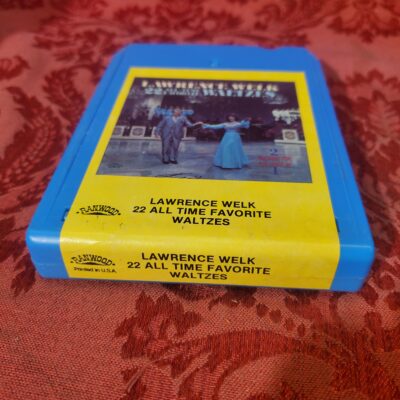 LAWRENCE WELK
RANWOOD
LAWRENCE WELK
22 ALL TIME FAVORITE
WALTZES
RANWOOD
Printed in U.S.A.
LAWRENCE WELK
22 ALL TIME FAVORITE
WALTZES